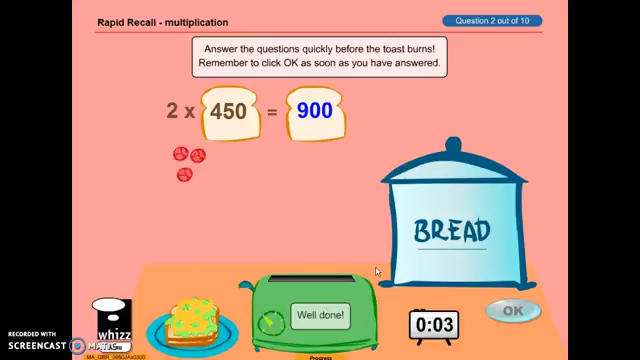 Rapid Recall - multiplication
Question 2 out of 10
Answer the questions quickly before the toast burns!
Remember to click OK as soon as you have answered.
2 x 450 = 900
BREAD
Well done!
0:03
OK
whizz
RECORDED WITH
SCREENCAST MATIC
Progress